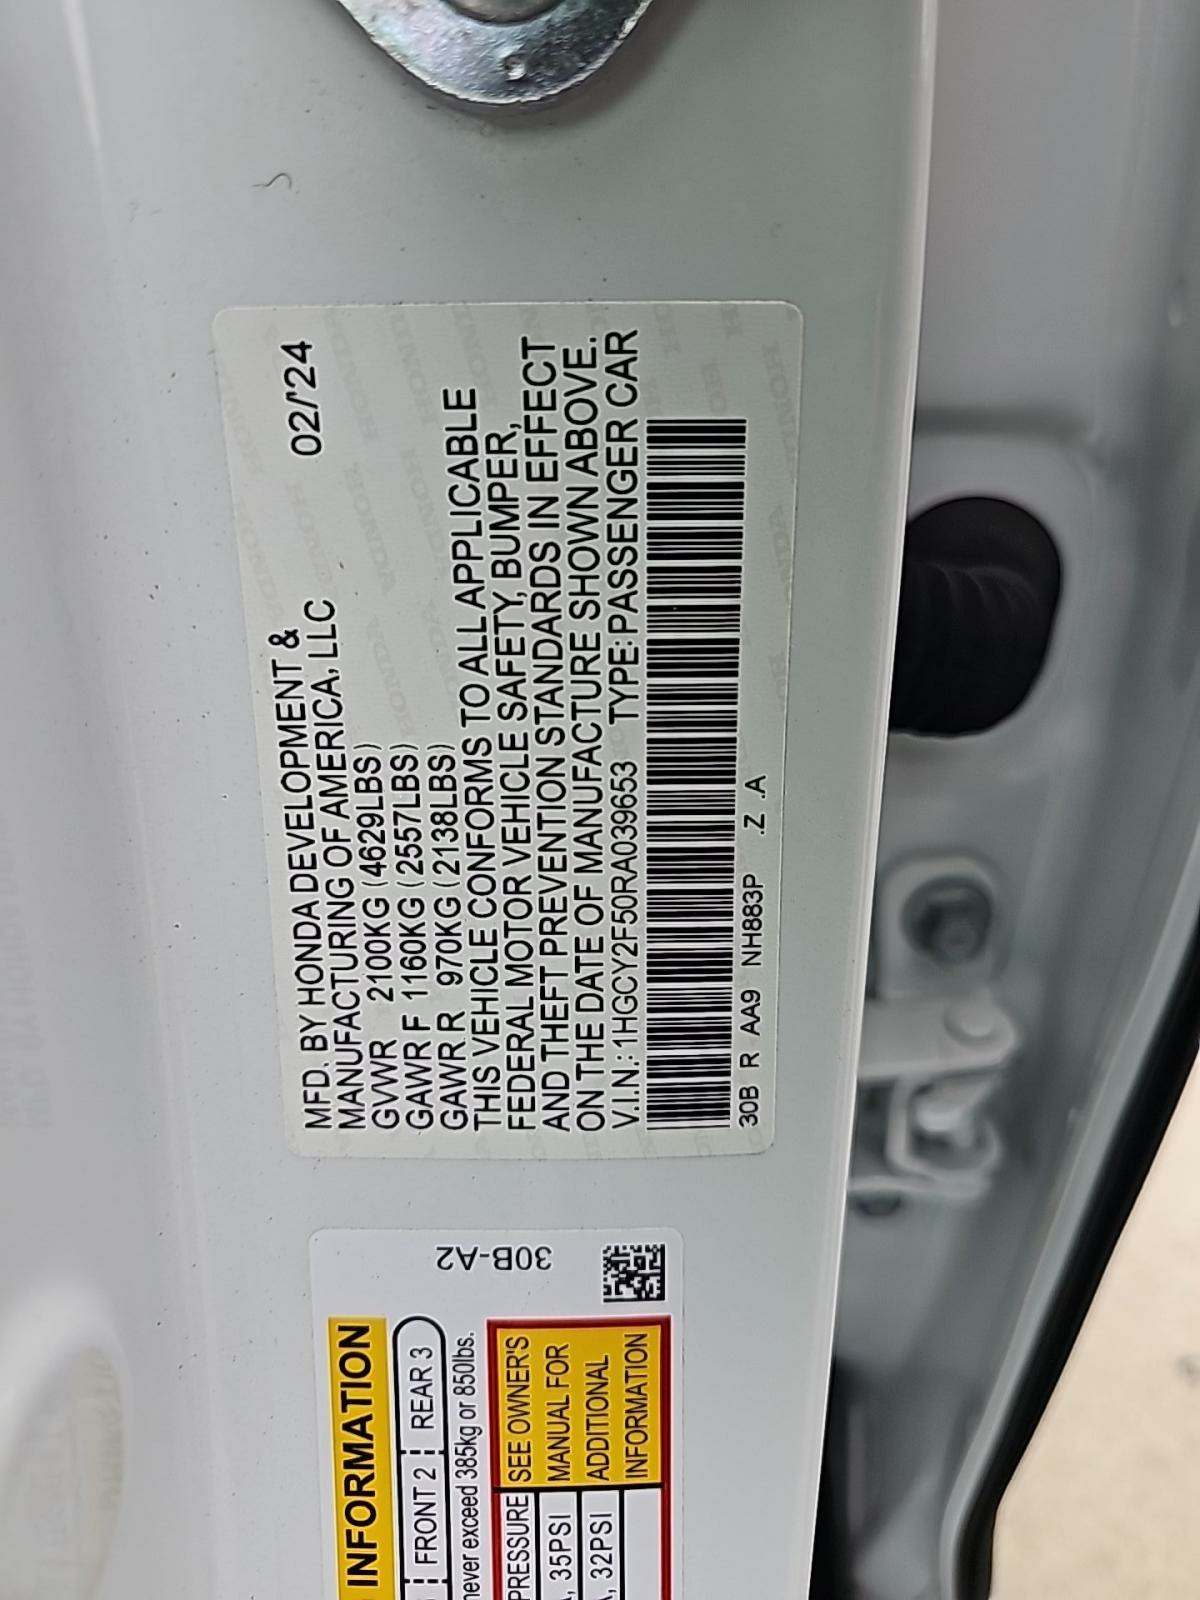 MFD. BY HONDA DEVELOPMENT & 02/'24
MANUFACTURING OF AMERICA, LLC
GVWR 2100KG (4629LBS)
GAWR F 1160KG (2557LBS)
GAWR R 970KG (2138LBS)
THIS VEHICLE CONFORMS TO ALL APPLICABLE
FEDERAL MOTOR VEHICLE SAFETY, BUMPER,
AND THEFT PREVENTION STANDARDS IN EFFECT
ON THE DATE OF MANUFACTURE SHOWN ABOVE.
V.I.N.: 1HGCY2F50RA039653 TYPE: PASSENGER CAR
30B R AA9 NH883P .Z .A
30B-A2
INFORMATION
FRONT 2 REAR 3
never exceed 385kg or 850lbs.
PRESSURE SEE OWNER'S
35PSI MANUAL FOR
32PSI ADDITIONAL
INFORMATION